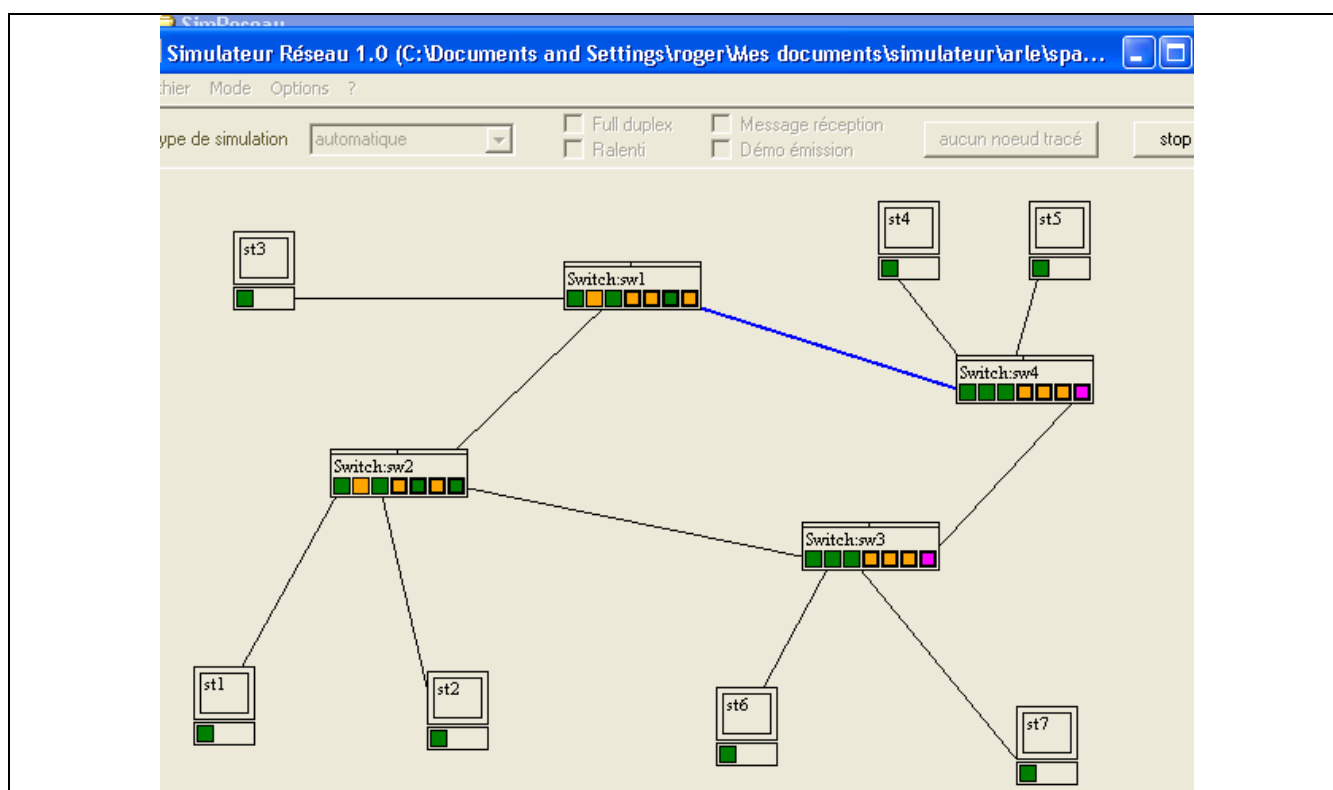 SimReseau
Simulateur Réseau 1.0 (C:\Documents and Settings\roger\Mes documents\simulateur\arle\spa...
hier Mode Options ?
ype de simulation automatique Full duplex Message réception aucun noeud tracé stop
Ralenti Démo émission
st4 st5
st3
Switch:sw1
Switch:sw4
Switch:sw2
Switch:sw3
st1 st2
st6
st7